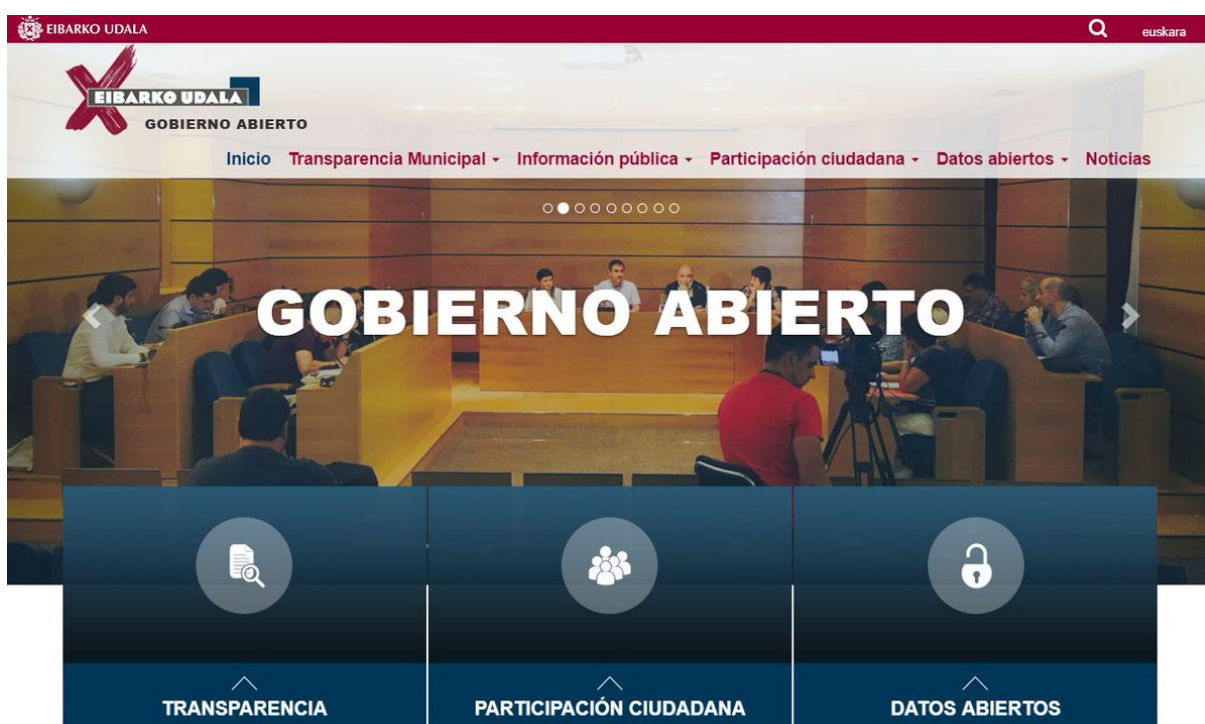 EIBARKO UDALA
euskara
EIBARKO UDALA
GOBIERNO ABIERTO
Inicio Transparencia Municipal Información pública Participación ciudadana Datos abiertos Noticias
GOBIERNO ABIERTO
TRANSPARENCIA PARTICIPACIÓN CIUDADANA DATOS ABIERTOS